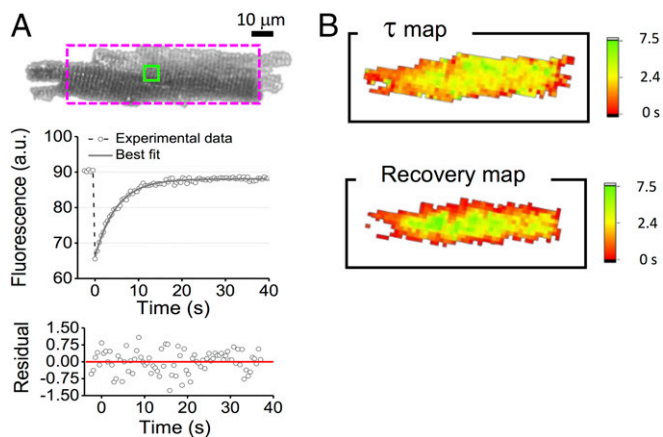 A
10 μm
100
90
80
70
60
Fluorescence (a.u.)
Experimental data
Best fit
0 10 20 30 40
Time (s)
1.50
0.75
0.00
-0.75
-1.50
Residual
0 10 20 30 40
Time (s)
B
τ map
7.5
2.4
0 s
Recovery map
7.5
2.4
0 s